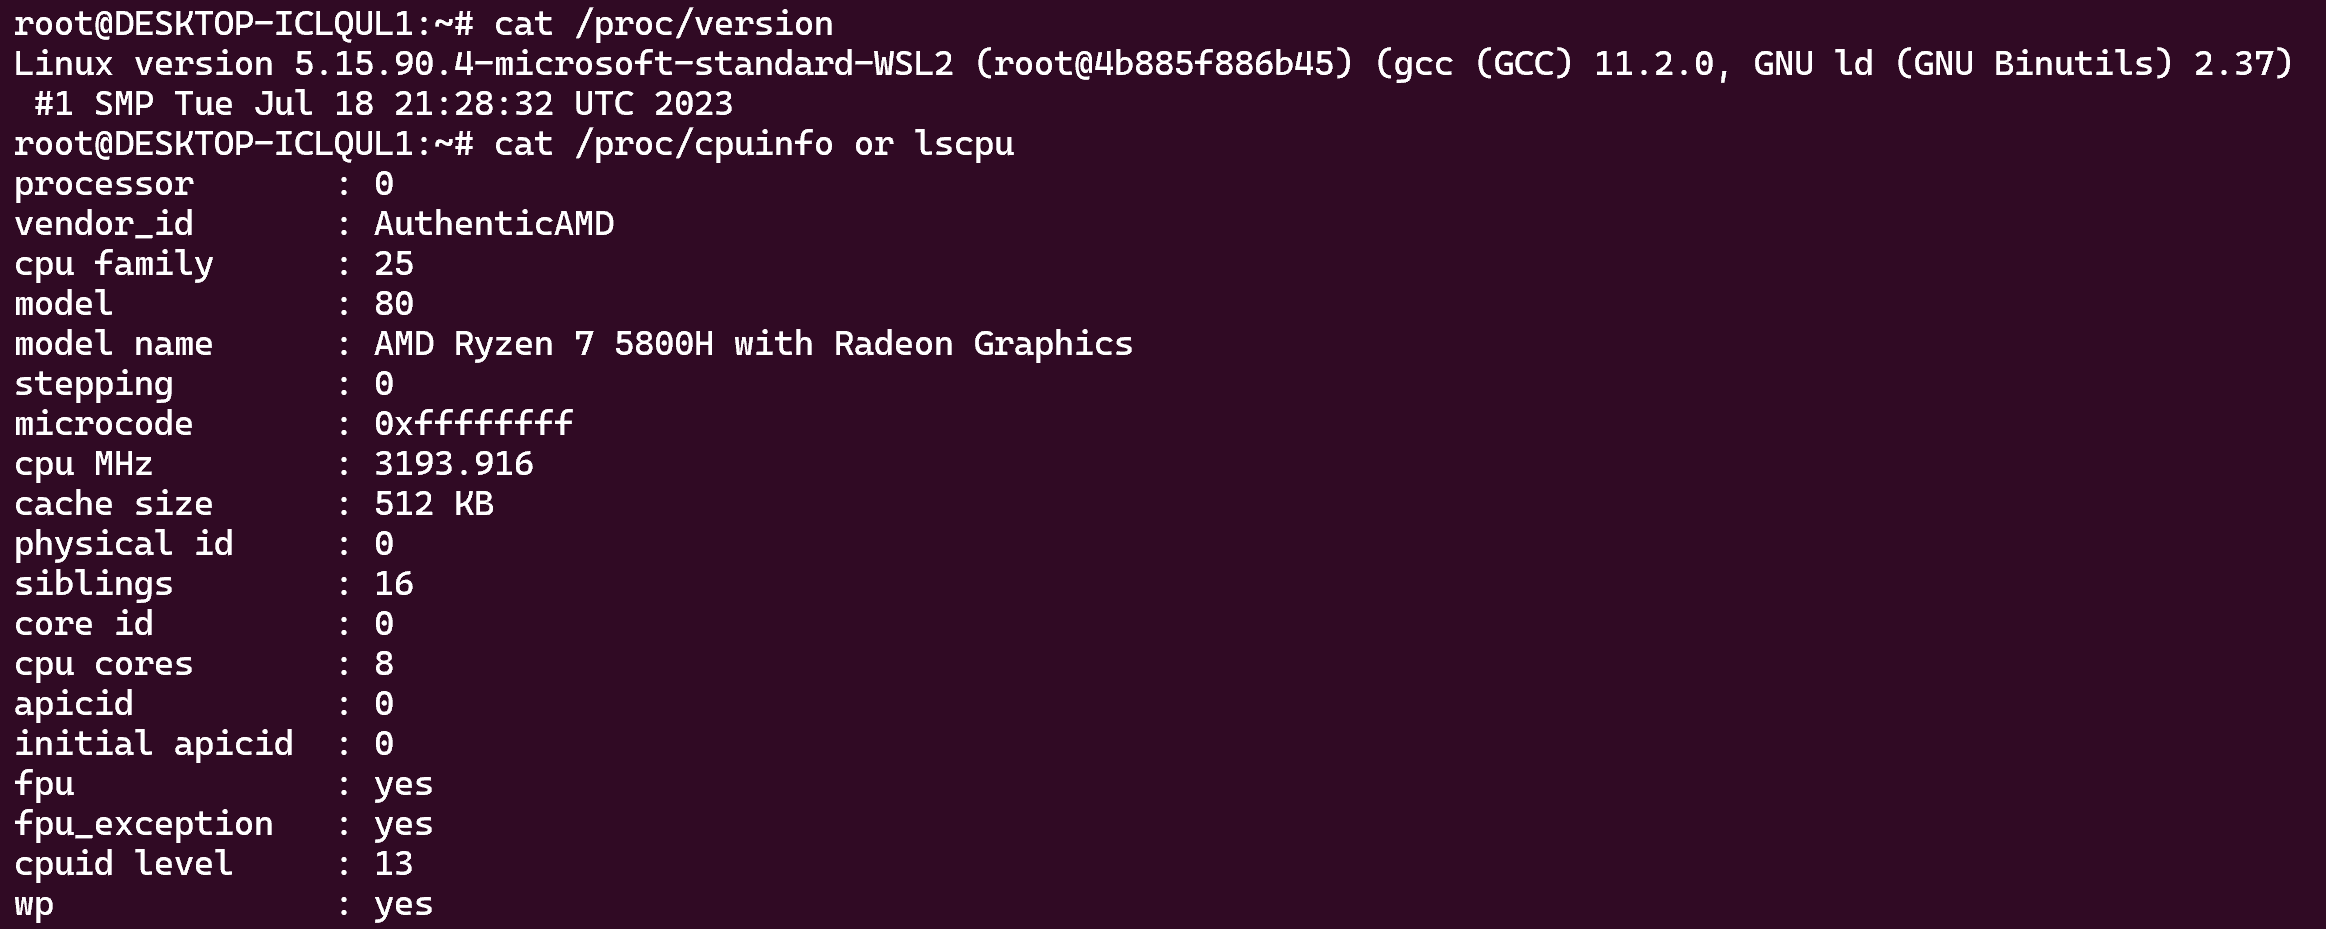 root@DESKTOP-ICLQUL1:~# cat /proc/version
Linux version 5.15.90.4-microsoft-standard-WSL2 (root@4b885f886b45) (gcc (GCC) 11.2.0, GNU ld (GNU Binutils) 2.37)
 #1 SMP Tue Jul 18 21:28:32 UTC 2023
root@DESKTOP-ICLQUL1:~# cat /proc/cpuinfo or lscpu
processor       : 0
vendor_id       : AuthenticAMD
cpu family      : 25
model           : 80
model name      : AMD Ryzen 7 5800H with Radeon Graphics
stepping        : 0
microcode       : 0xffffffff
cpu MHz         : 3193.916
cache size      : 512 KB
physical id     : 0
siblings        : 16
core id         : 0
cpu cores       : 8
apicid          : 0
initial apicid  : 0
fpu             : yes
fpu_exception   : yes
cpuid level     : 13
wp              : yes